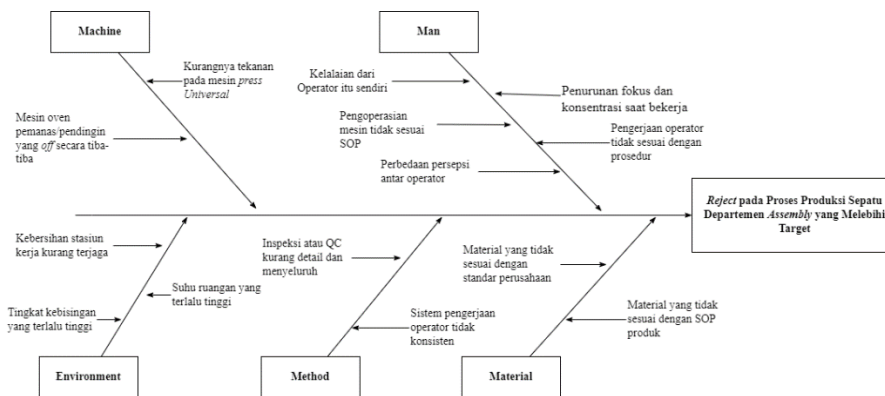 Machine
Man
Kurangnya tekanan
pada mesin press
Universal
Mesin oven
pemanas/pendingin
yang off secara tiba-
tiba
Kelalaian dari
Operator itu sendiri
Penurunan fokus dan
konsentrasi saat bekerja
Pengoperasian
mesin tidak sesuai
SOP
Pengerjaan operator
tidak sesuai dengan
prosedur
Perbedaan persepsi
antar operator
Reject pada Proses Produksi Sepatu
Departemen Assembly yang Melebihi
Target
Kebersihan stasiun
kerja kurang terjaga
Suhu ruangan yang
terlalu tinggi
Tingkat kebisingan
yang terlalu tinggi
Inspeksi atau QC
kurang detail dan
menyeluruh
Sistem pengerjaan
operator tidak
konsisten
Material yang tidak
sesuai dengan
standar perusahaan
Material yang tidak
sesuai dengan SOP
produk
Environment
Method
Material